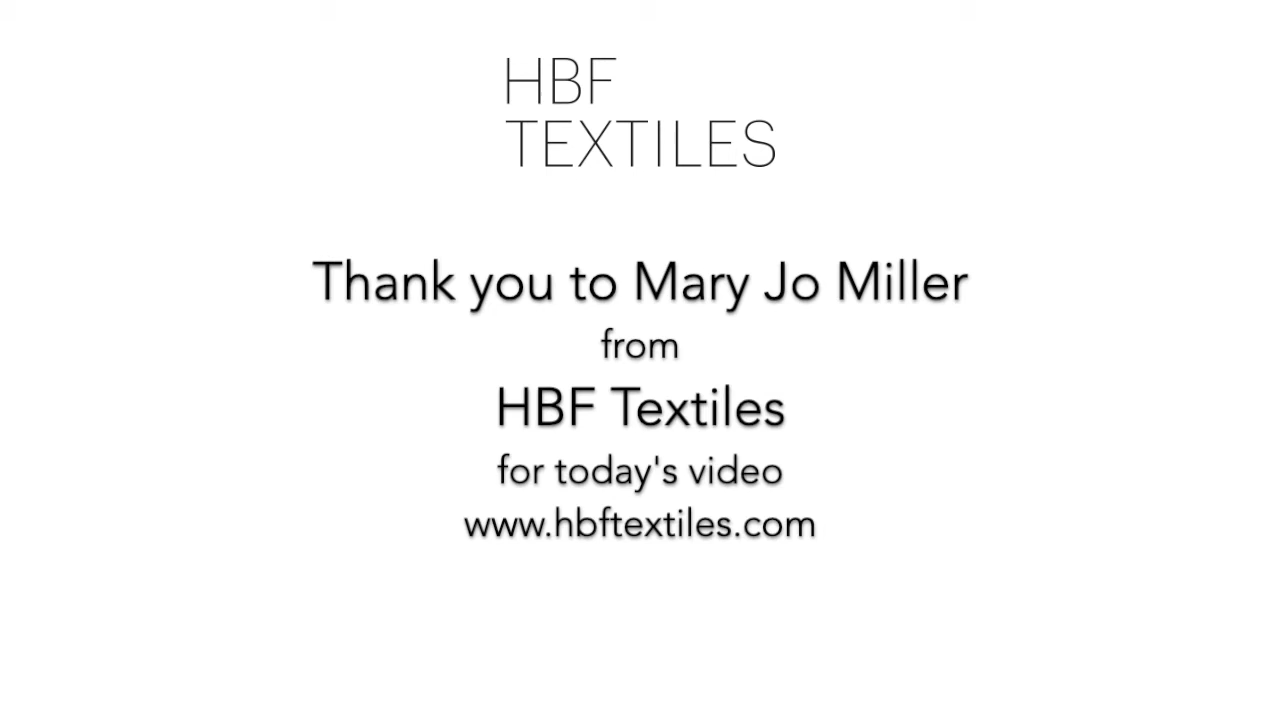 HBF
TEXTILES
Thank you to Mary Jo Miller
from
HBF Textiles
for today's video
www.hbftextiles.com